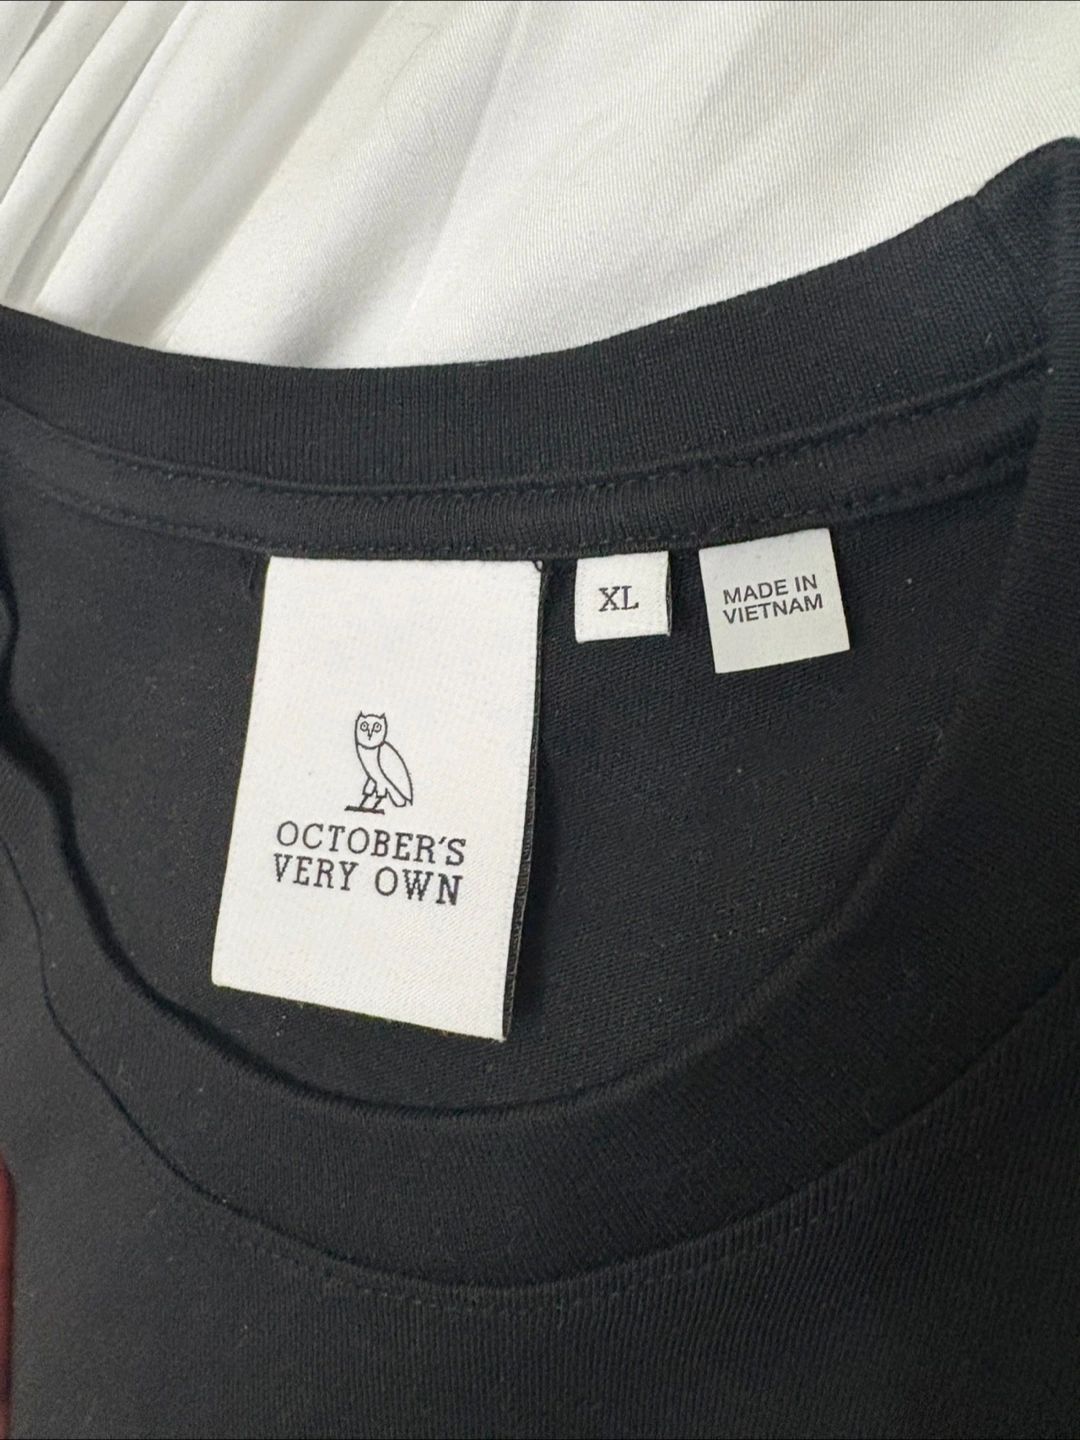 OCTOBER'S
VERY OWN
XL
MADE IN
VIETNAM